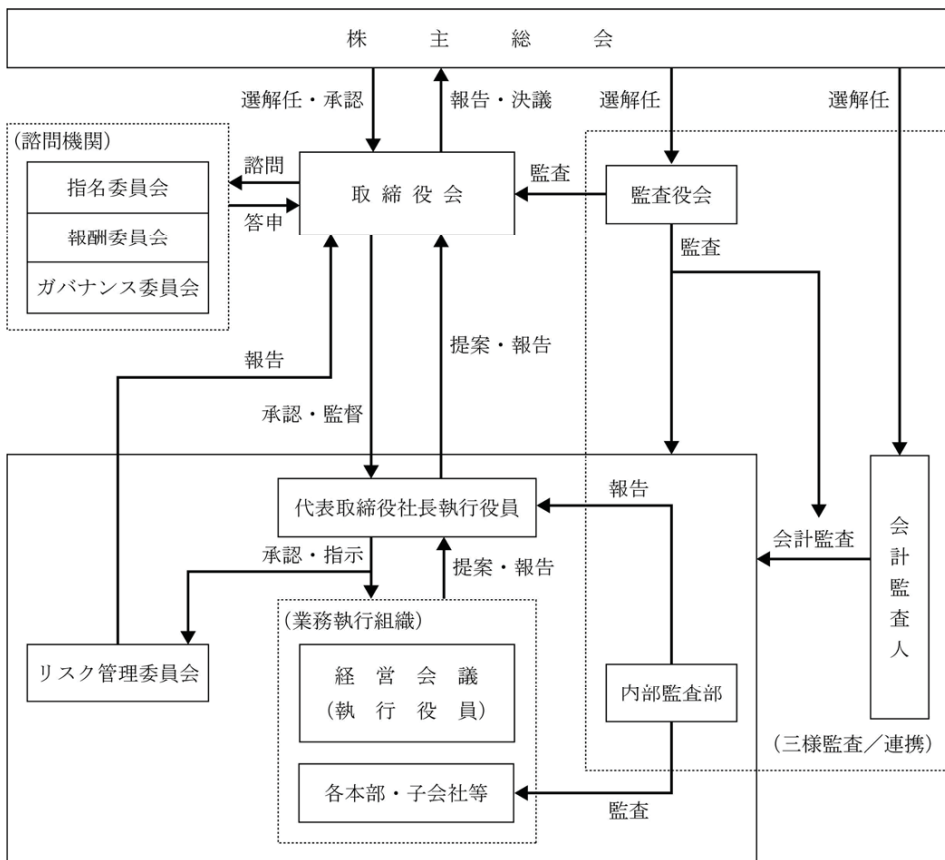 株主総会
選解任・承認
報告・決議
選解任
選解任
(諮問機関)
指名委員会
報酬委員会
ガバナンス委員会
諮問
答申
取締役会
監査
監査役会
監査
報告
提案・報告
承認・監督
代表取締役社長執行役員
報告
会計監査
会計監査人
承認・指示
提案・報告
(業務執行組織)
リスク管理委員会
経営会議
(執行役員)
内部監査部
(三様監査／連携)
各本部・子会社等
監査